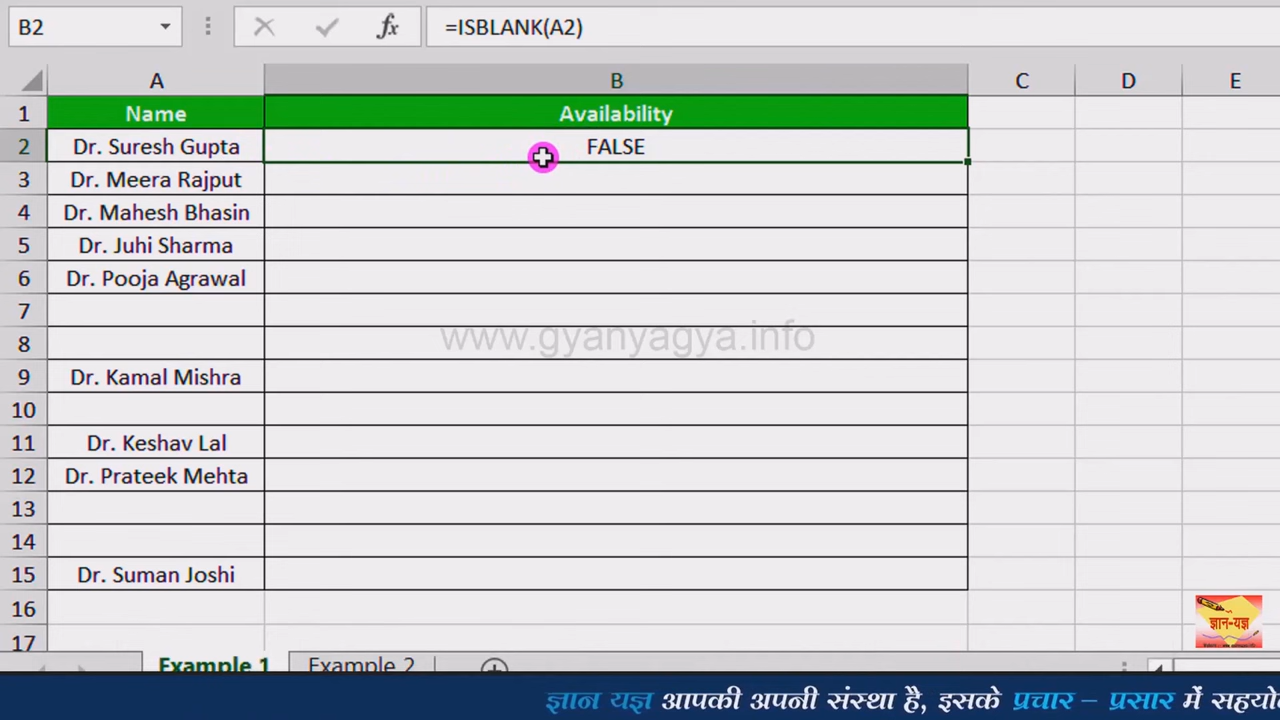 B2
fx
=ISBLANK(A2)
A B C D E
1 Name Availability
2 Dr. Suresh Gupta FALSE
3 Dr. Meera Rajput
4 Dr. Mahesh Bhasin
5 Dr. Juhi Sharma
6 Dr. Pooja Agrawal
7
8
www.gyanyagya.info
9 Dr. Kamal Mishra
10
11 Dr. Keshav Lal
12 Dr. Prateek Mehta
13
14
15 Dr. Suman Joshi
16
ज्ञान-यज्ञ
17
Example 1 Example 2
ज्ञान यज्ञ आपकी अपनी संस्था है, इसके प्रचार – प्रसार में सहयो